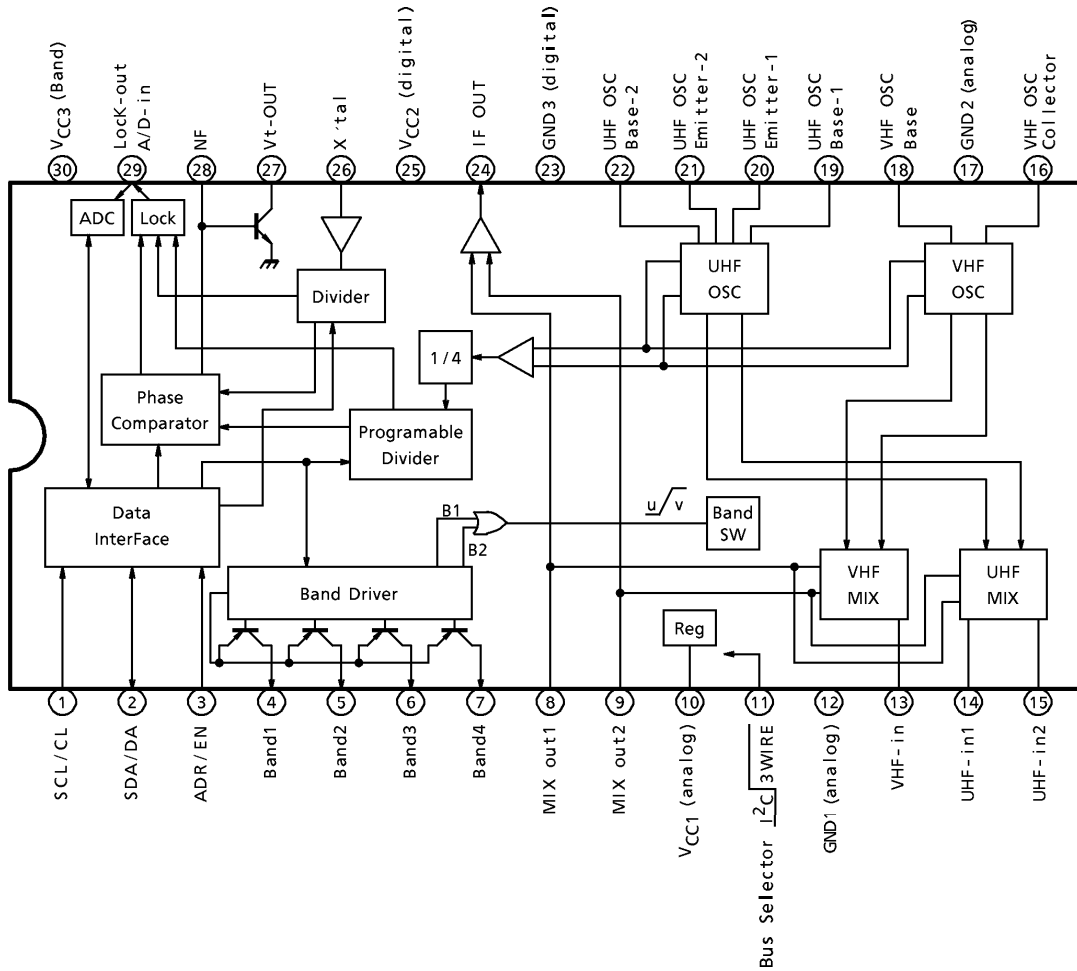 VCC3 (Band)
LocK-out
A/D-in
NF
Vt-OUT
X'tal
VCC2 (digital)
IF OUT
GND3 (digital)
UHF OSC
Base-2
UHF OSC
Emitter-2
UHF OSC
Emitter-1
UHF OSC
Base-1
VHF OSC
Base
GND2 (analog)
VHF OSC
Collector
30
29
28
27
26
25
24
23
22
21
20
19
18
17
16
ADC
Lock
Divider
UHF
OSC
VHF
OSC
1/4
Phase
Comparator
Programable
Divider
Data
InterFace
B1
B2
u/v
Band
SW
Band Driver
VHF
MIX
UHF
MIX
Reg
1
2
3
4
5
6
7
8
9
10
11
12
13
14
15
SCL/CL
SDA/DA
ADR/EN
Band1
Band2
Band3
Band4
MIX out1
MIX out2
VCC1 (analog)
Bus Selector I²C 3WIRE
GND1 (analog)
VHF-in
UHF-in1
UHF-in2